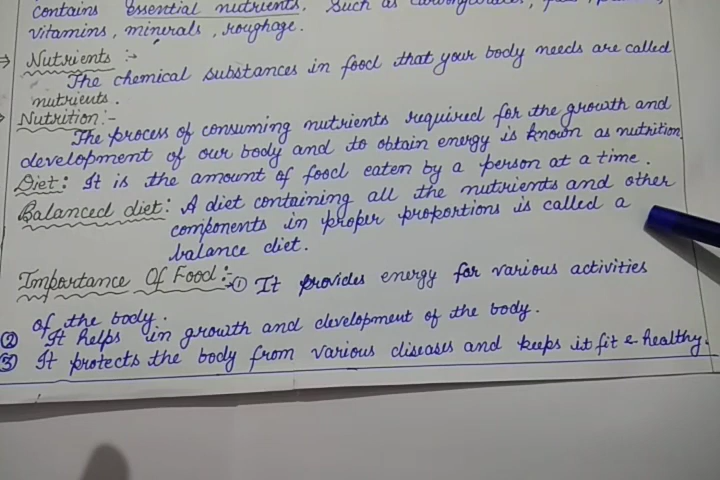 contains essential nutrients. Such as
vitamins, minerals, roughage.
→ Nutrients :-
The chemical substances in food that your body needs are called
nutrients.
Nutrition:-
The process of consuming nutrients required for the growth and
development of our body and to obtain energy is known as nutrition.
Diet: It is the amount of food eaten by a person at a time.
Balanced diet: A diet containing all the nutrients and other
components in proper proportions is called a
balance diet.
Importance Of Food:- ① It provides energy for various activities
of the body.
② It helps in growth and development of the body.
③ It protects the body from various diseases and keeps it fit & healthy.